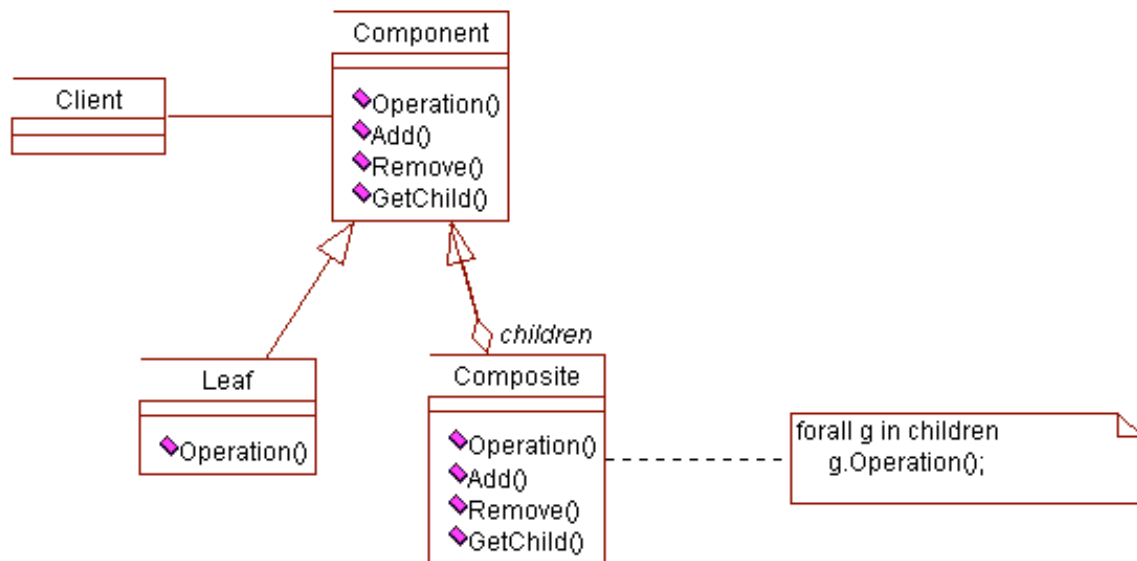 Component
Operation()
Add()
Remove()
GetChild()
Client
children
Leaf
Operation()
Composite
Operation()
Add()
Remove()
GetChild()
forall g in children
g.Operation();